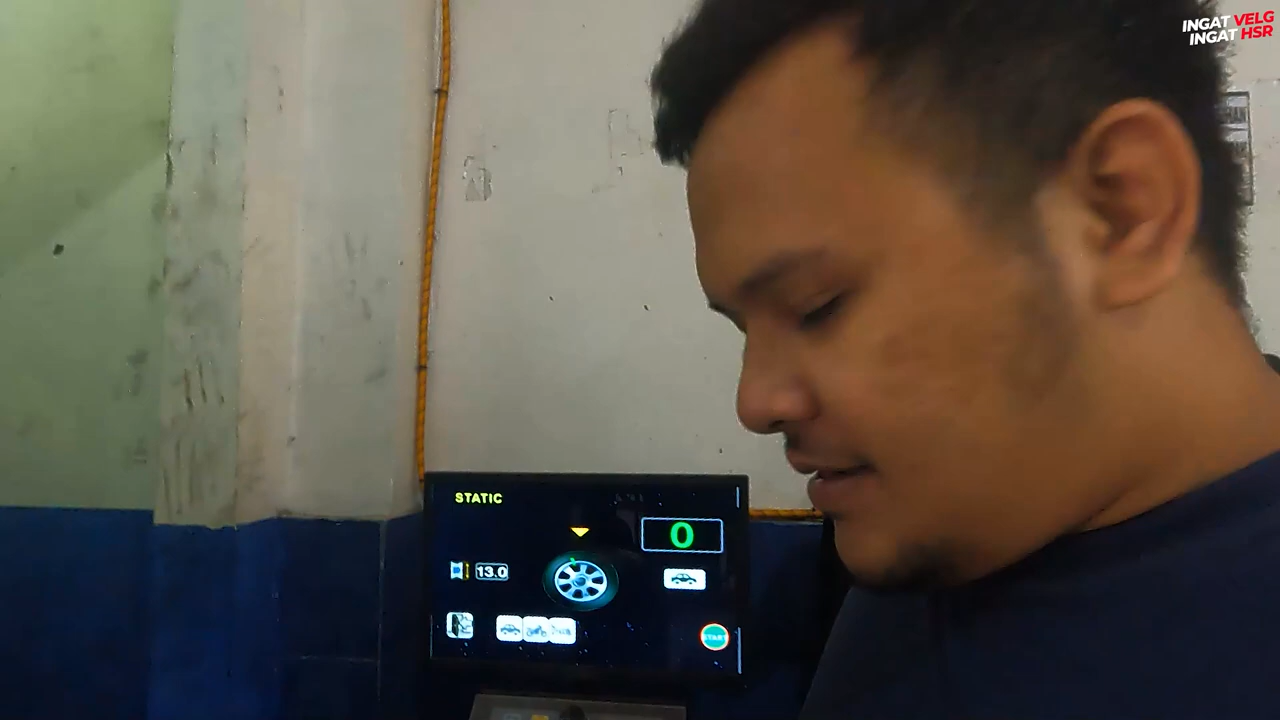 INGAT VELG
INGAT HSR
STATIC
0
13.0
START